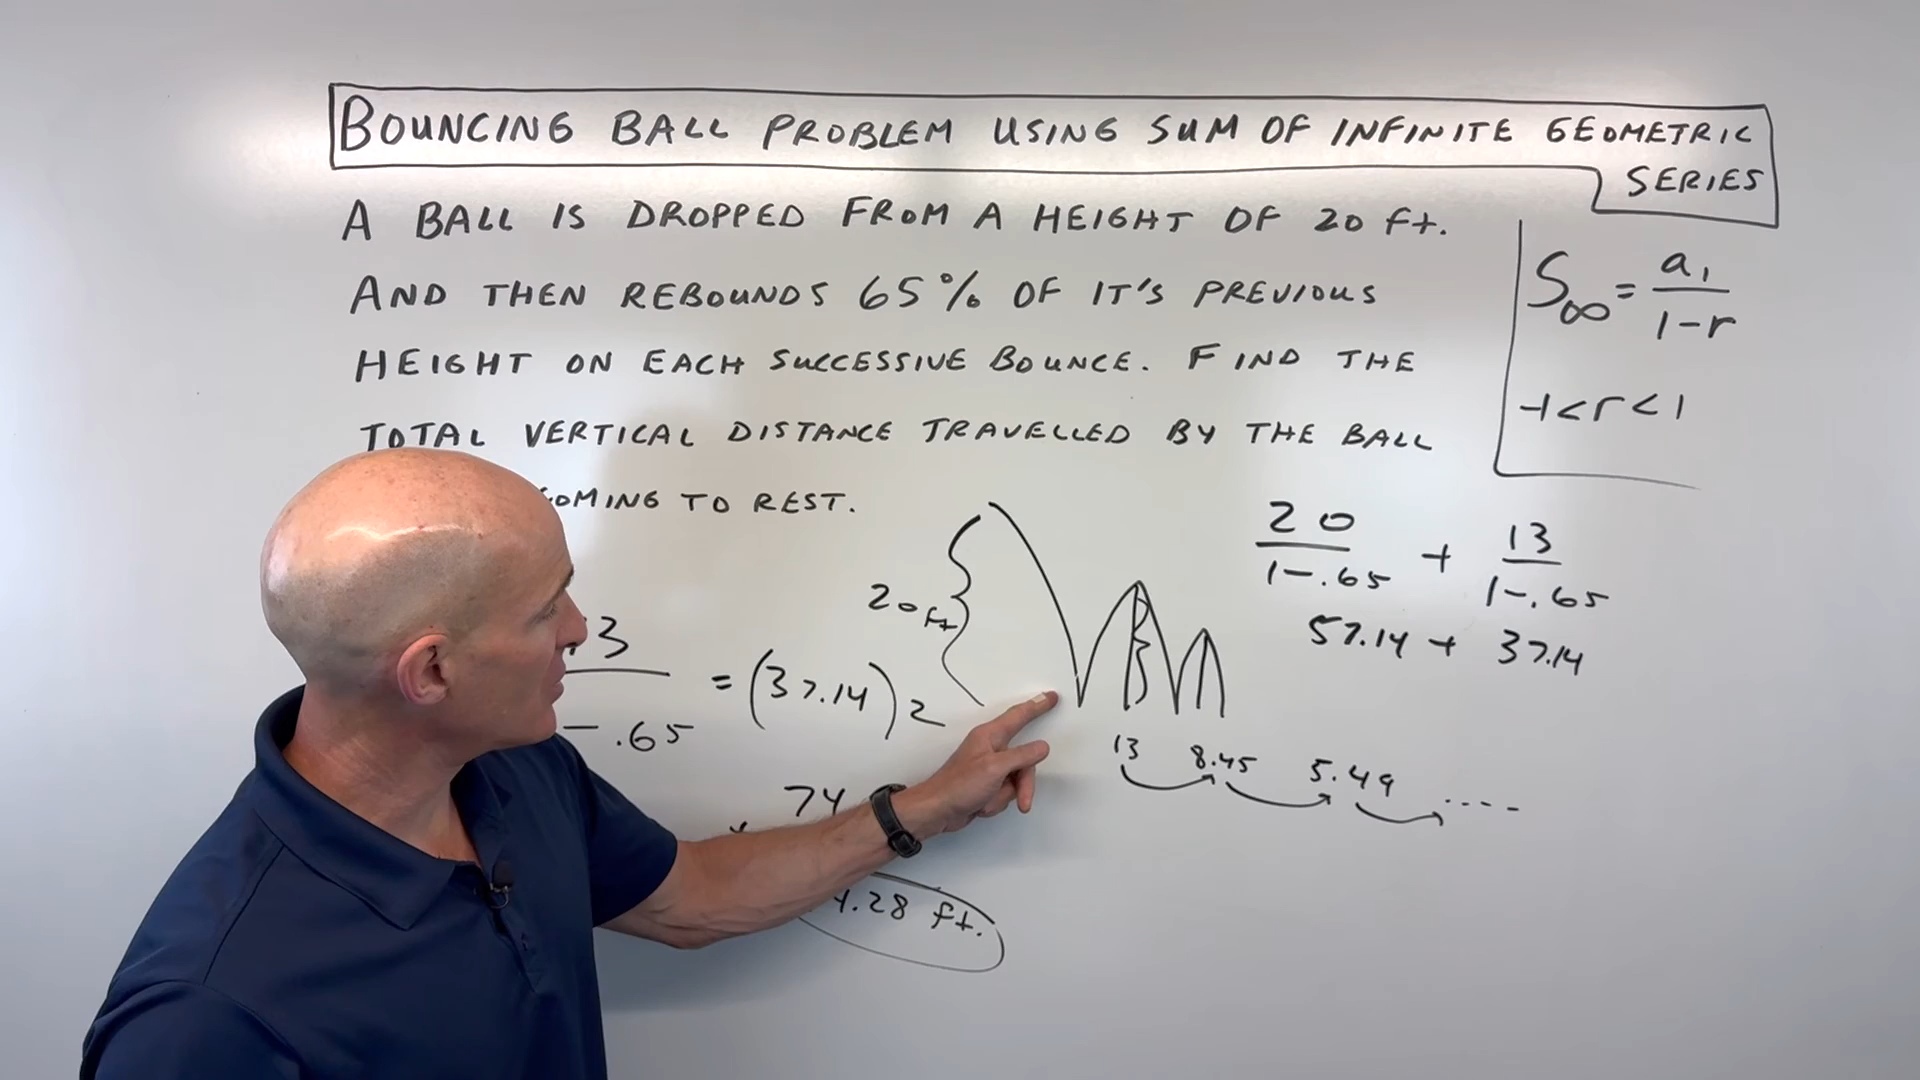 BOUNCING BALL PROBLEM USING SUM OF INFINITE GEOMETRIC
SERIES
A BALL IS DROPPED FROM A HEIGHT OF 20 ft.
AND THEN REBOUNDS 65% OF IT'S PREVIOUS
HEIGHT ON EACH SUCCESSIVE BOUNCE. FIND THE
TOTAL VERTICAL DISTANCE TRAVELLED BY THE BALL
COMING TO REST.
S∞ = a₁/(1-r)
-1<r<1
20 ft
13 8.45 5.49 ....
3
-.65
= (37.14)2
74
4.28 ft.
20/(1-.65) + 13/(1-.65)
57.14 + 37.14